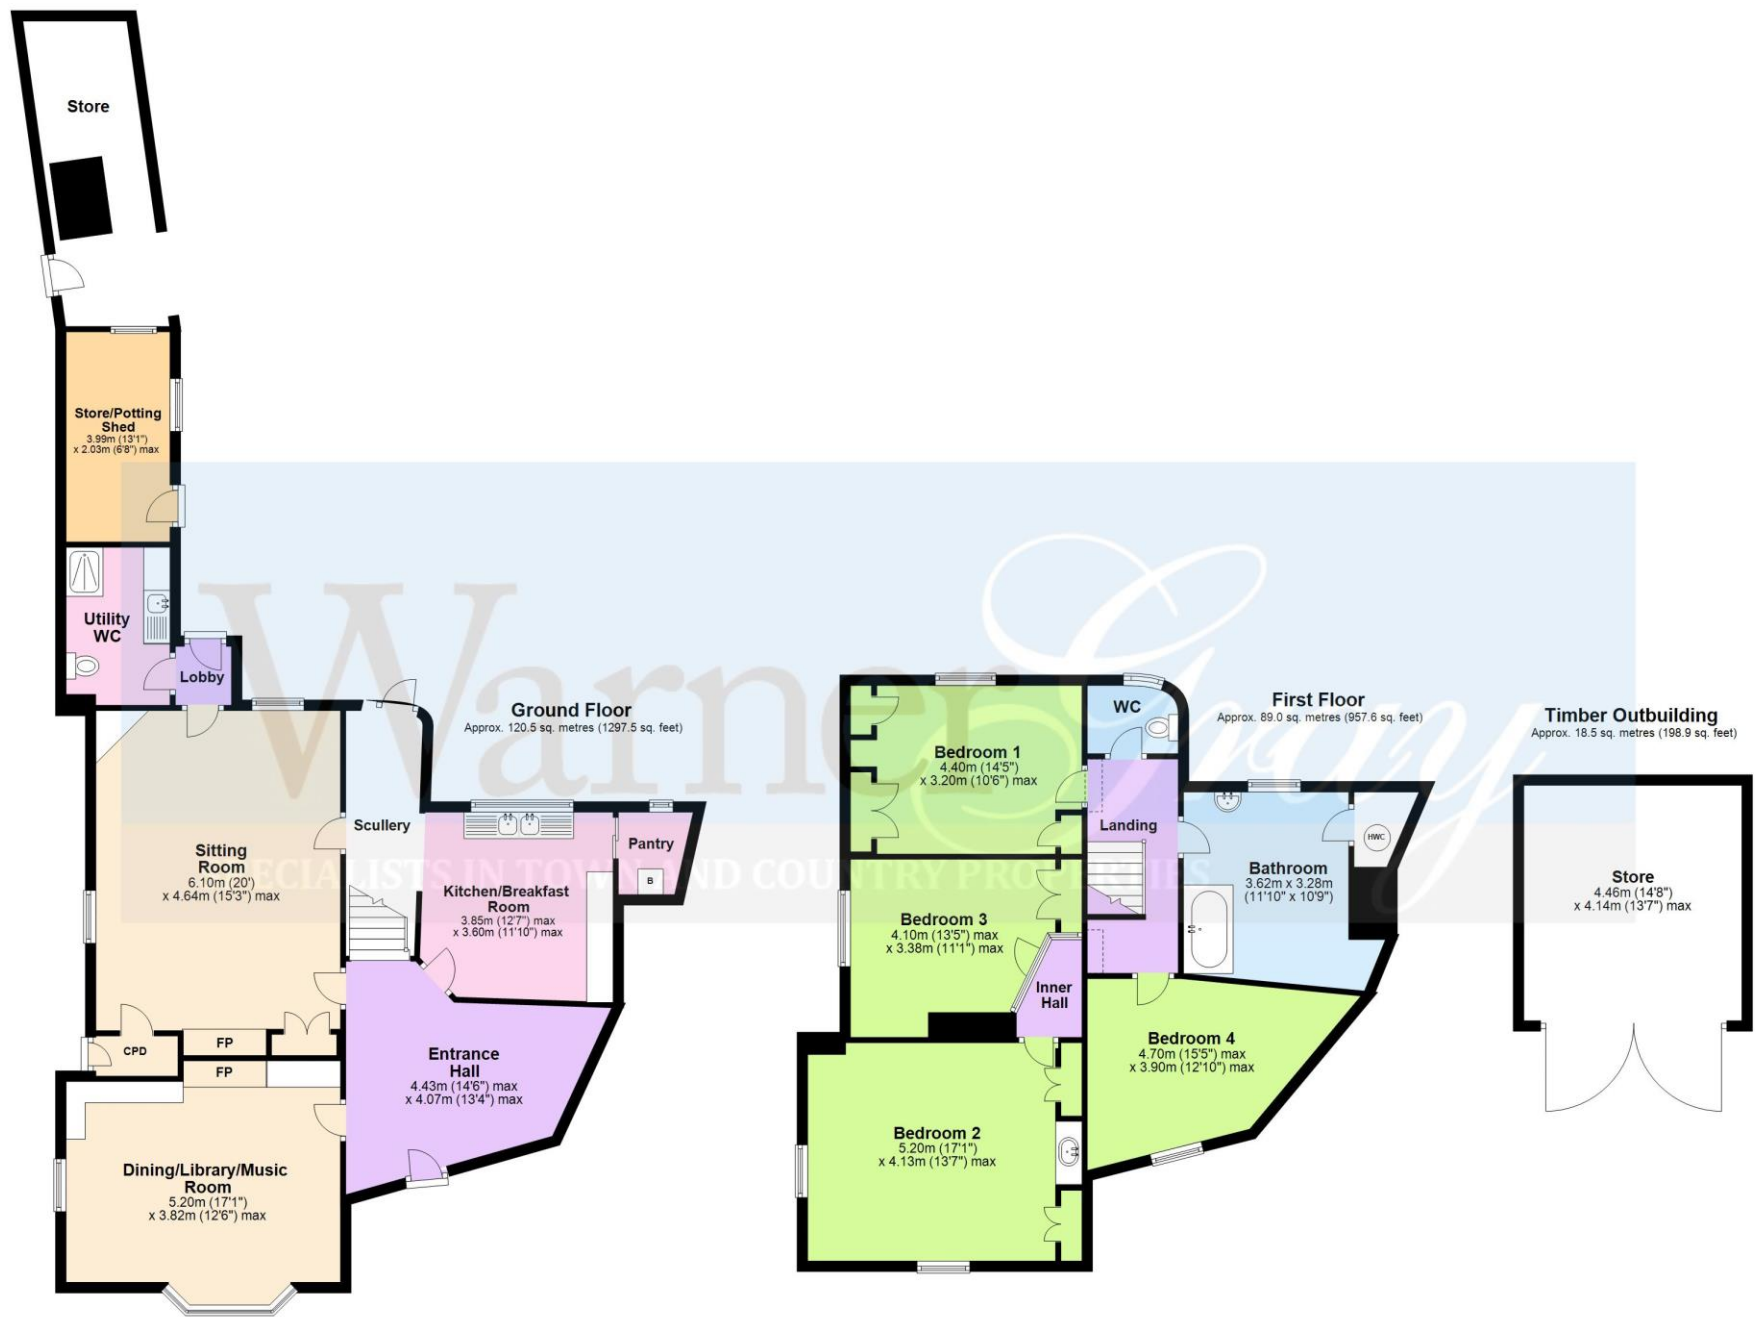 Store
Store/Potting
Shed
3.99m (13'1")
x 2.03m (6'8") max
Utility
WC
Lobby
Ground Floor
Approx. 120.5 sq. metres (1297.5 sq. feet)
Scullery
Sitting
Room
6.10m (20')
x 4.64m (15'3") max
Pantry
B
Kitchen/Breakfast
Room
3.85m (12'7") max
x 3.60m (11'10") max
CPD
FP
FP
Entrance
Hall
4.43m (14'6") max
x 4.07m (13'4") max
Dining/Library/Music
Room
5.20m (17'1")
x 3.82m (12'6") max
First Floor
Approx. 89.0 sq. metres (957.6 sq. feet)
WC
Bedroom 1
4.40m (14'5")
x 3.20m (10'6") max
Landing
HWC
Bathroom
3.62m x 3.28m
(11'10" x 10'9")
Bedroom 3
4.10m (13'5") max
x 3.38m (11'1") max
Inner
Hall
Bedroom 4
4.70m (15'5") max
x 3.90m (12'10") max
Bedroom 2
5.20m (17'1")
x 4.13m (13'7") max
Timber Outbuilding
Approx. 18.5 sq. metres (198.9 sq. feet)
Store
4.46m (14'8")
x 4.14m (13'7") max
WarnerGray
SPECIALISTS IN TOWN AND COUNTRY PROPERTIES